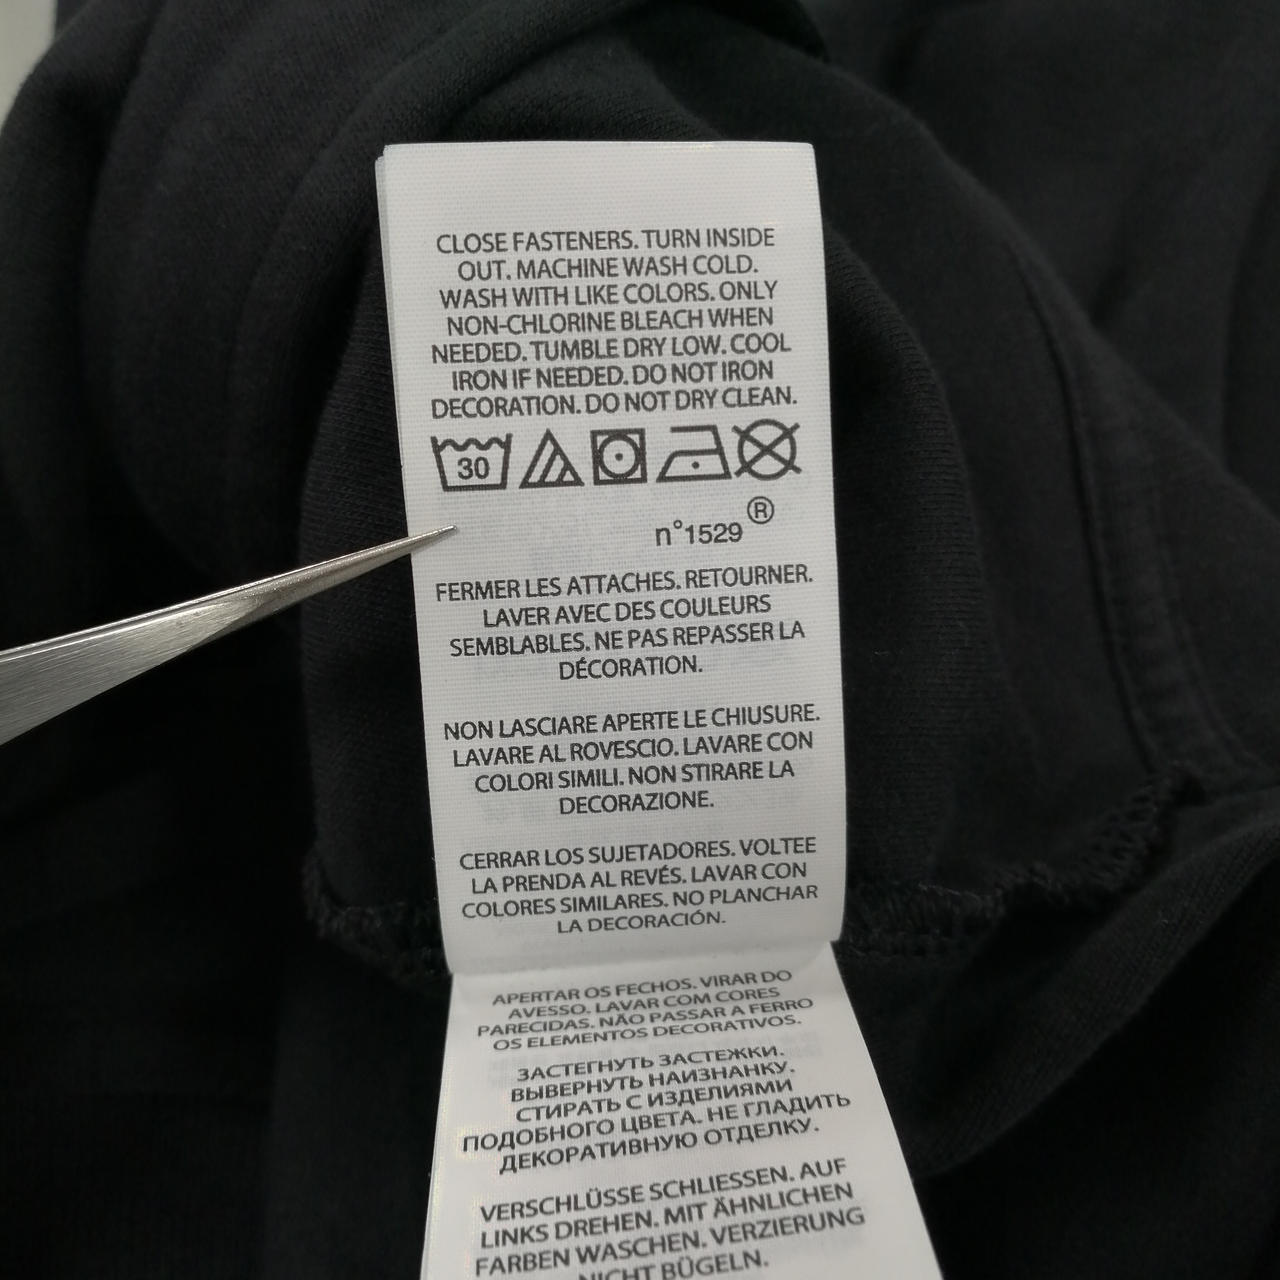 CLOSE FASTENERS. TURN INSIDE
OUT. MACHINE WASH COLD.
WASH WITH LIKE COLORS. ONLY
NON-CHLORINE BLEACH WHEN
NEEDED. TUMBLE DRY LOW. COOL
IRON IF NEEDED. DO NOT IRON
DECORATION. DO NOT DRY CLEAN.
30
n°1529®
FERMER LES ATTACHES. RETOURNER.
LAVER AVEC DES COULEURS
SEMBLABLES. NE PAS REPASSER LA
DÉCORATION.
NON LASCIARE APERTE LE CHIUSURE.
LAVARE AL ROVESCIO. LAVARE CON
COLORI SIMILI. NON STIRARE LA
DECORAZIONE.
CERRAR LOS SUJETADORES. VOLTEE
LA PRENDA AL REVÉS. LAVAR CON
COLORES SIMILARES. NO PLANCHAR
LA DECORACIÓN.
APERTAR OS FECHOS. VIRAR DO
AVESSO. LAVAR COM CORES
PARECIDAS. NÃO PASSAR A FERRO
OS ELEMENTOS DECORATIVOS.
ЗАСТЕГНУТЬ ЗАСТЕЖКИ.
ВЫВЕРНУТЬ НАИЗНАНКУ.
СТИРАТЬ С ИЗДЕЛИЯМИ
ПОДОБНОГО ЦВЕТА. НЕ ГЛАДИТЬ
ДЕКОРАТИВНУЮ ОТДЕЛКУ.
VERSCHLÜSSE SCHLIESSEN. AUF
LINKS DREHEN. MIT ÄHNLICHEN
FARBEN WASCHEN. VERZIERUNG
NICHT BÜGELN.